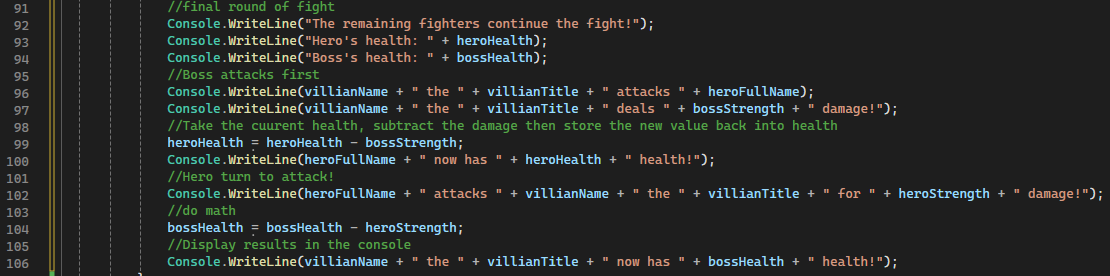 91 //final round of fight
92 Console.WriteLine("The remaining fighters continue the fight!");
93 Console.WriteLine("Hero's health: " + heroHealth);
94 Console.WriteLine("Boss's health: " + bossHealth);
95 //Boss attacks first
96 Console.WriteLine(villianName + " the " + villianTitle + " attacks " + heroFullName);
97 Console.WriteLine(villianName + " the " + villianTitle + " deals " + bossStrength + " damage!");
98 //Take the cuurent health, subtract the damage then store the new value back into health
99 heroHealth = heroHealth - bossStrength;
100 Console.WriteLine(heroFullName + " now has " + heroHealth + " health!");
101 //Hero turn to attack!
102 Console.WriteLine(heroFullName + " attacks " + villianName + " the " + villianTitle + " for " + heroStrength + " damage!");
103 //do math
104 bossHealth = bossHealth - heroStrength;
105 //Display results in the console
106 Console.WriteLine(villianName + " the " + villianTitle + " now has " + bossHealth + " health!");